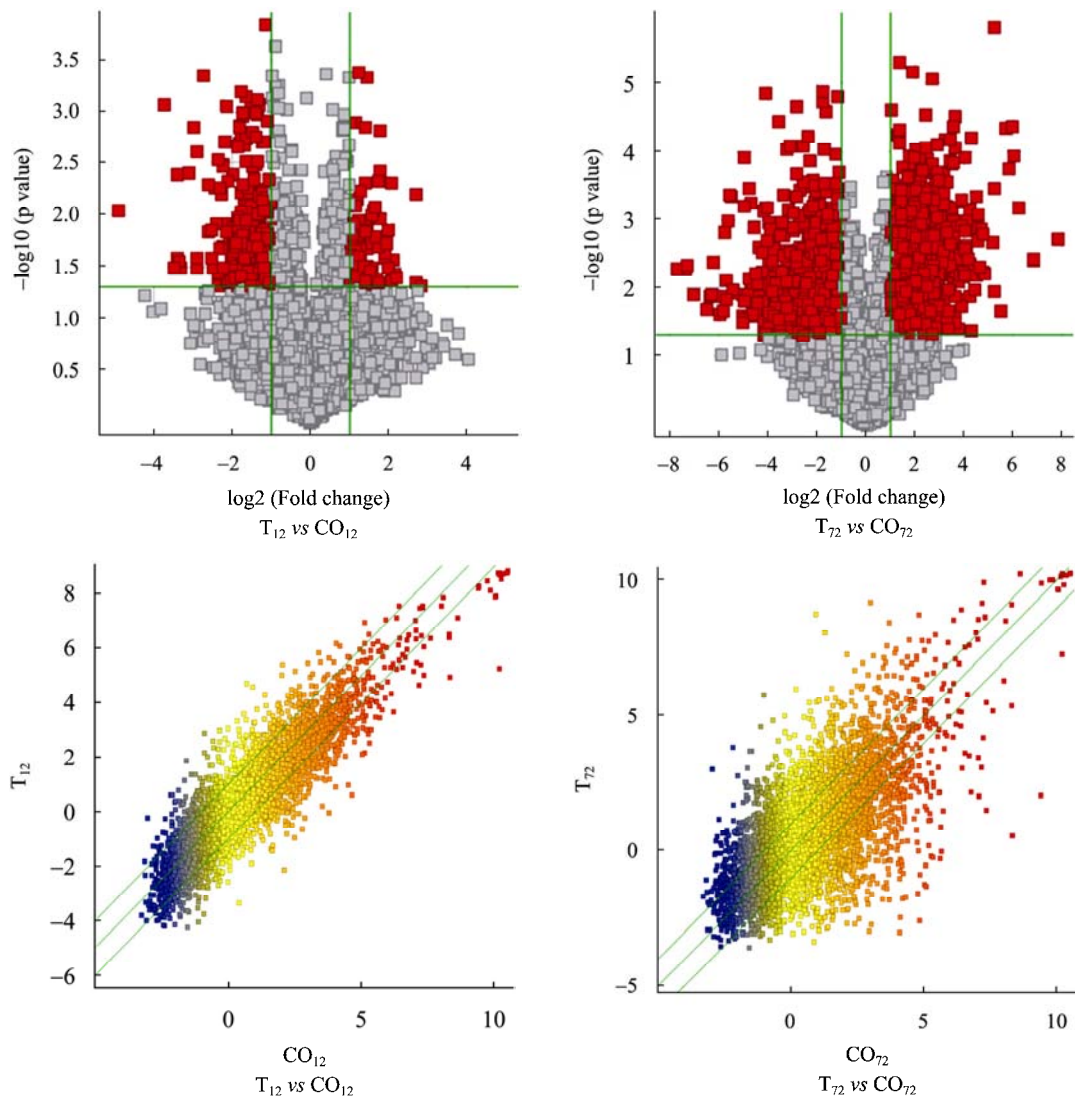 3.5
3.0
2.5
2.0
1.5
1.0
0.5
−log10 (p value)
−4 −2 0 2 4
log2 (Fold change)
T₁₂ vs CO₁₂
5
4
3
2
1
−log10 (p value)
−8 −6 −4 −2 0 2 4 6 8
log2 (Fold change)
T₇₂ vs CO₇₂
8
6
4
2
0
−2
−4
−6
T₁₂
0 5 10
CO₁₂
T₁₂ vs CO₁₂
10
5
0
−5
T₇₂
0 5 10
CO₇₂
T₇₂ vs CO₇₂